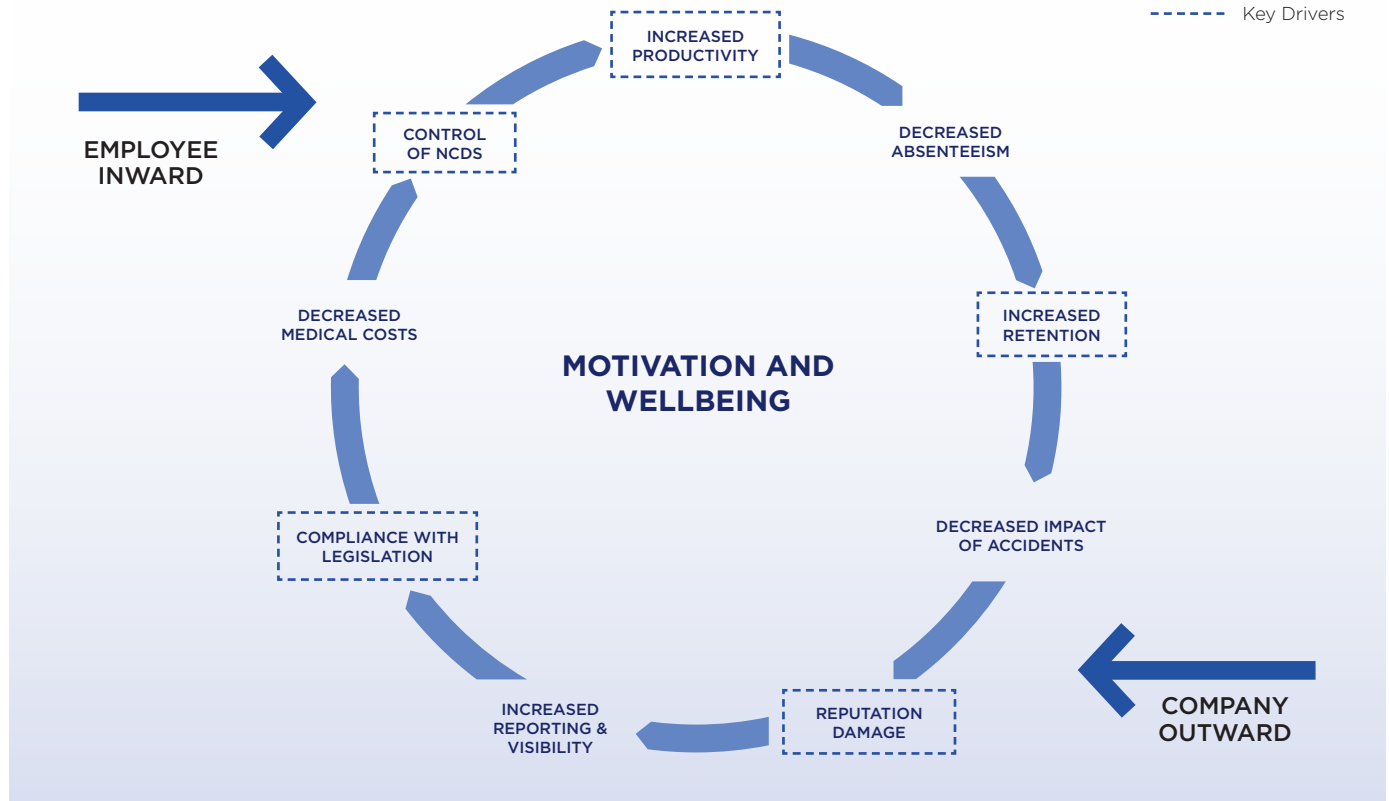 Key Drivers
INCREASED
PRODUCTIVITY
EMPLOYEE
INWARD
CONTROL
OF NCDS
DECREASED
ABSENTEEISM
DECREASED
MEDICAL COSTS
INCREASED
RETENTION
MOTIVATION AND
WELLBEING
COMPLIANCE WITH
LEGISLATION
DECREASED IMPACT
OF ACCIDENTS
INCREASED
REPORTING &
VISIBILITY
REPUTATION
DAMAGE
COMPANY
OUTWARD